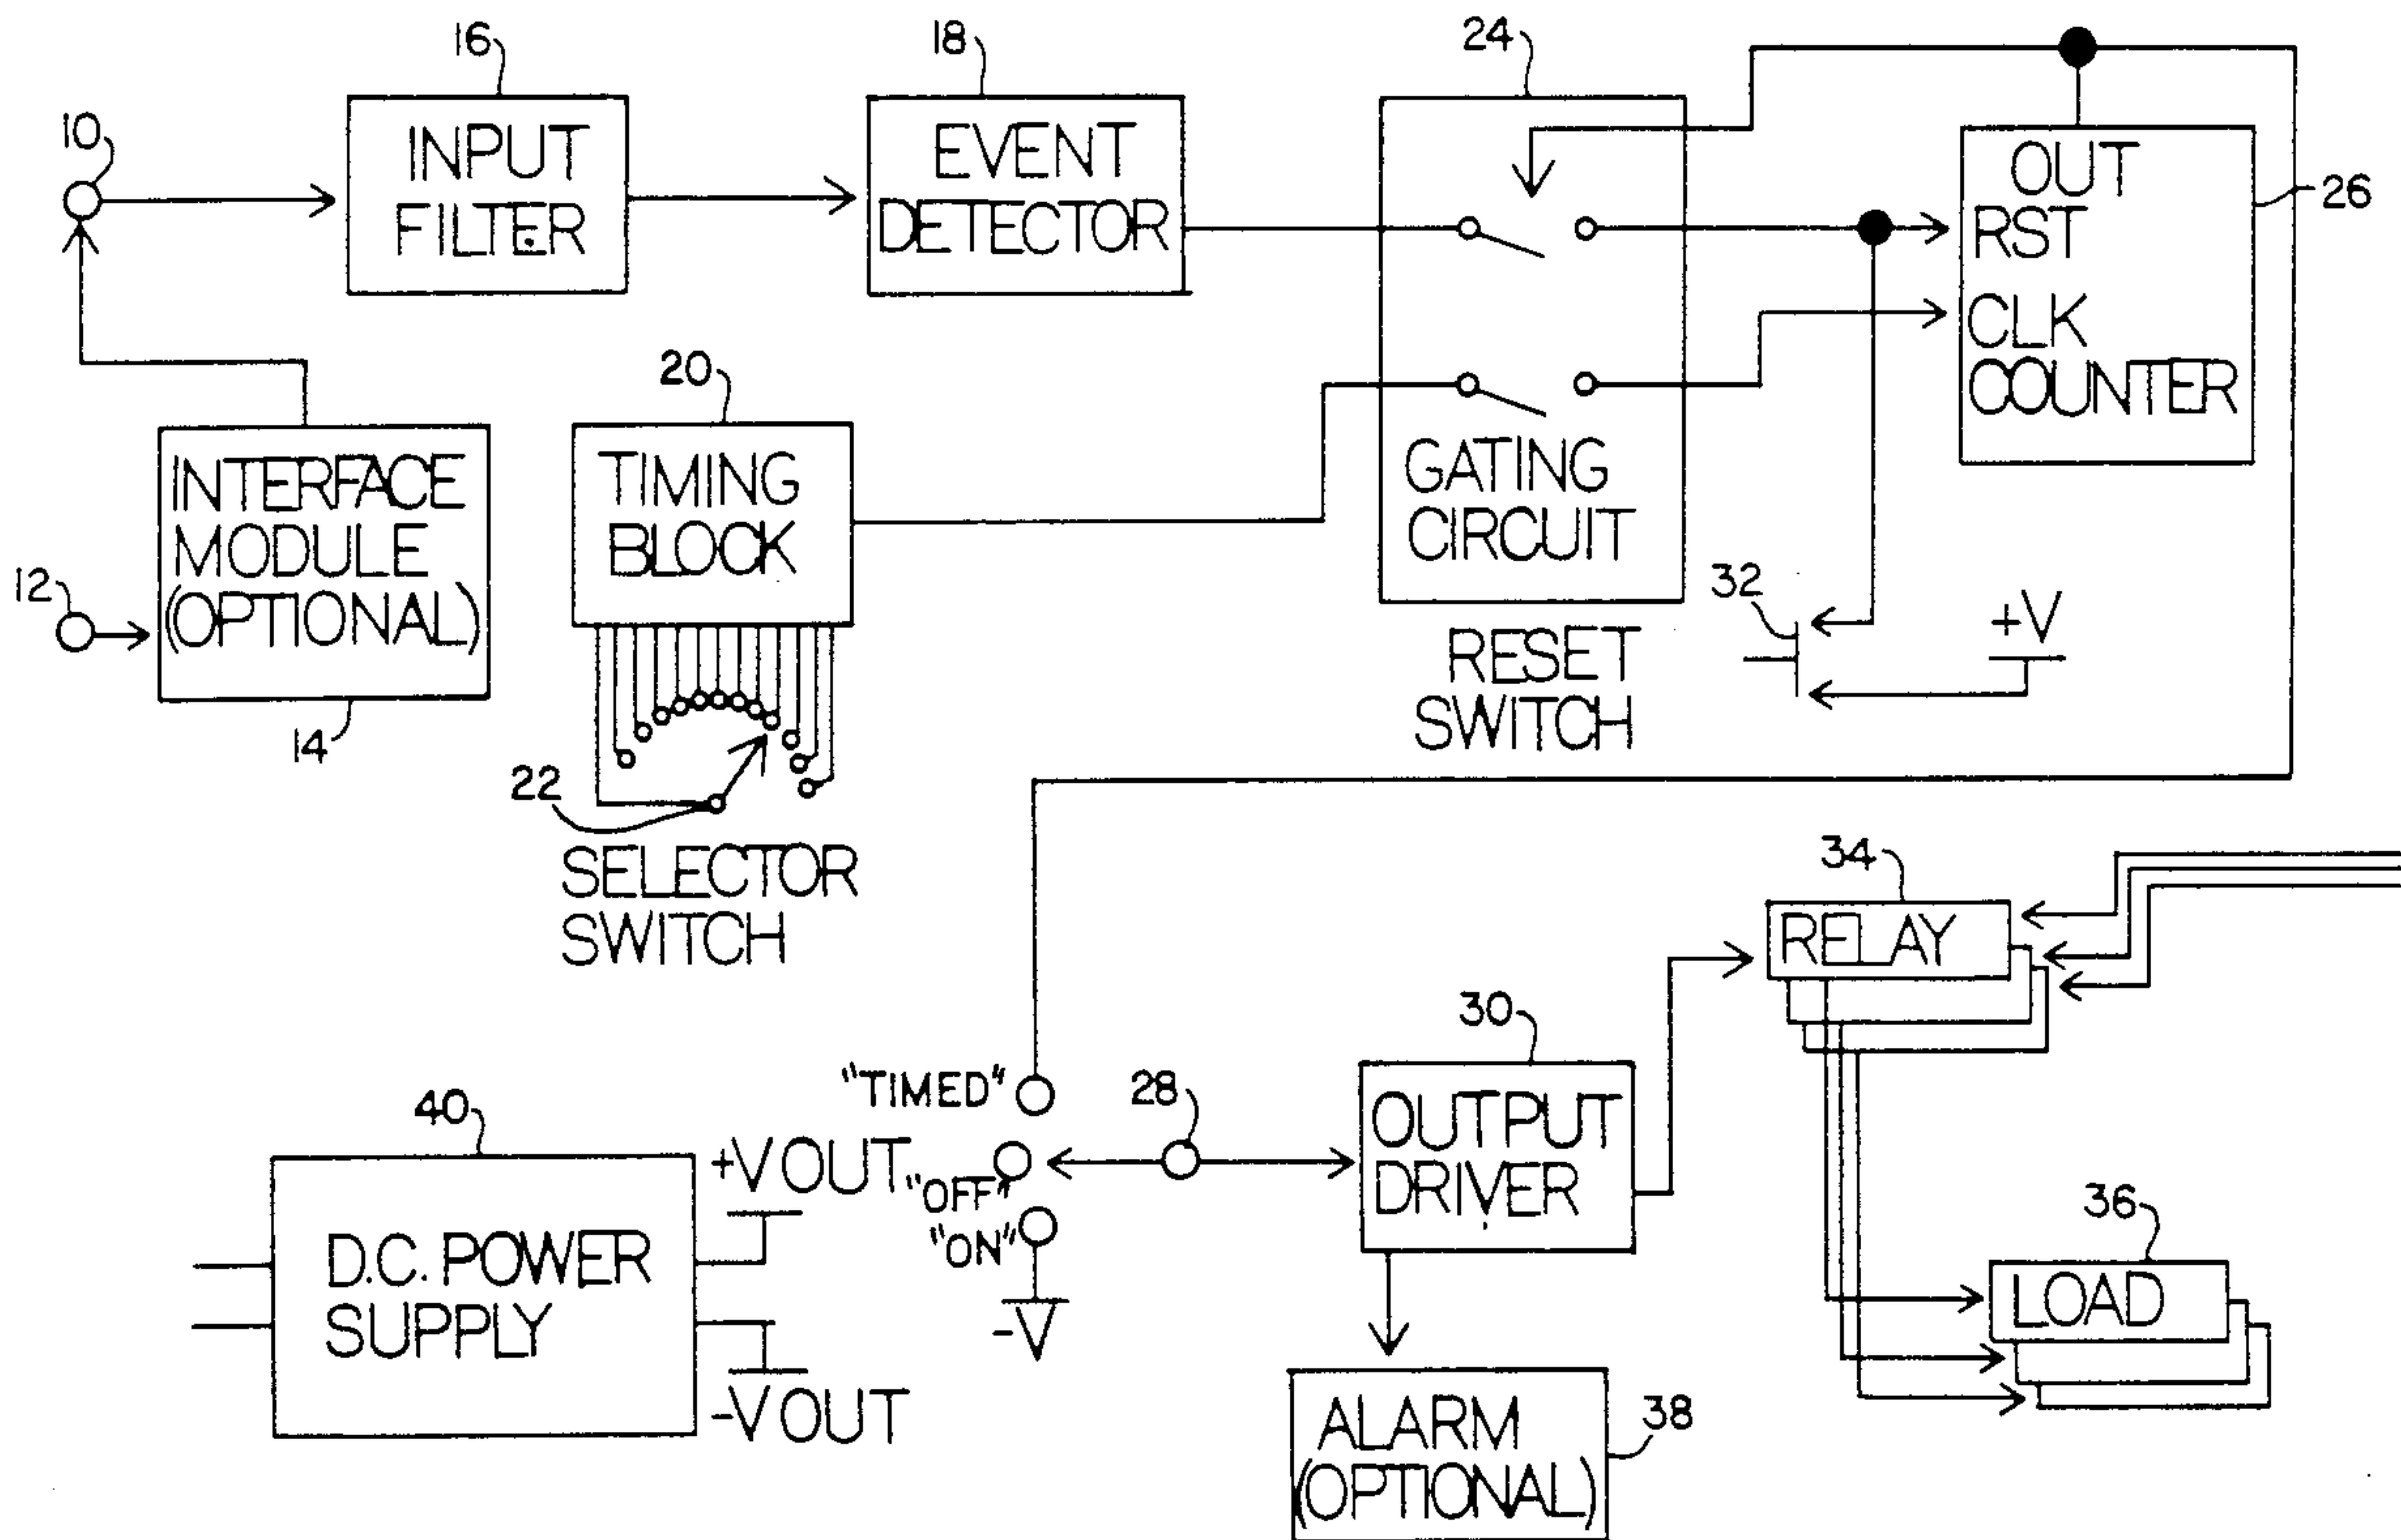 16
18
24
10
INPUT
FILTER
EVENT
DETECTOR
OUT
RST
CLK
COUNTER
26
20
INTERFACE
MODULE
(OPTIONAL)
TIMING
BLOCK
GATING
CIRCUIT
12
14
32
+V
RESET
SWITCH
22
SELECTOR
SWITCH
34
RELAY
30
"TIMED"
28
40
+VOUT
"OFF"
"ON"
OUTPUT
DRIVER
36
D.C. POWER
SUPPLY
LOAD
-V
-VOUT
ALARM
(OPTIONAL)
38